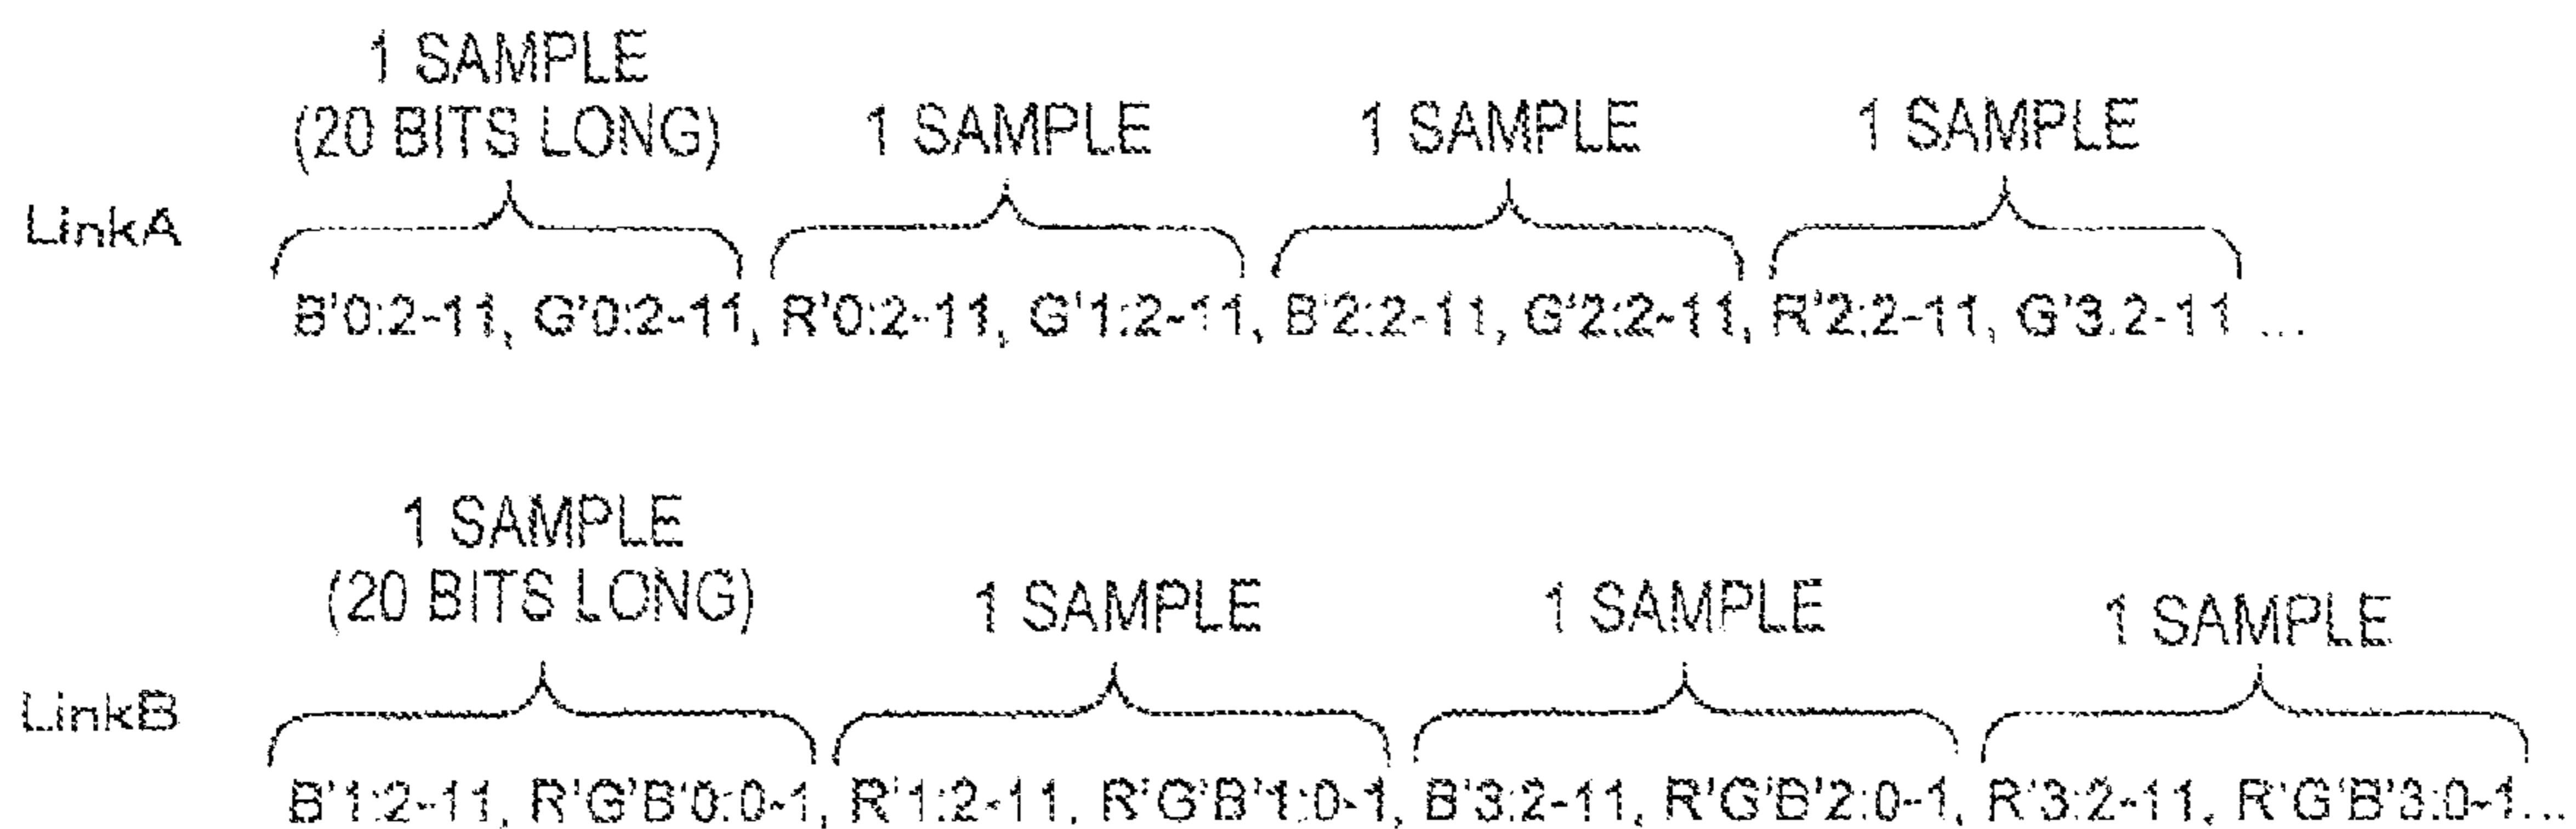 1 SAMPLE
(20 BITS LONG)
1 SAMPLE
1 SAMPLE
1 SAMPLE
LinkA
B'0:2-11, G'0:2-11, R'0:2-11, G'1:2-11, B'2:2-11, G'2:2-11, R'2:2-11, G'3:2-11 ...
1 SAMPLE
(20 BITS LONG)
1 SAMPLE
1 SAMPLE
1 SAMPLE
LinkB
B'1:2-11, R'G'B'0:0-1, R'1:2-11, R'G'B'1:0-1, B'3:2-11, R'G'B'2:0-1, R'3:2-11, R'G'B'3:0-1...